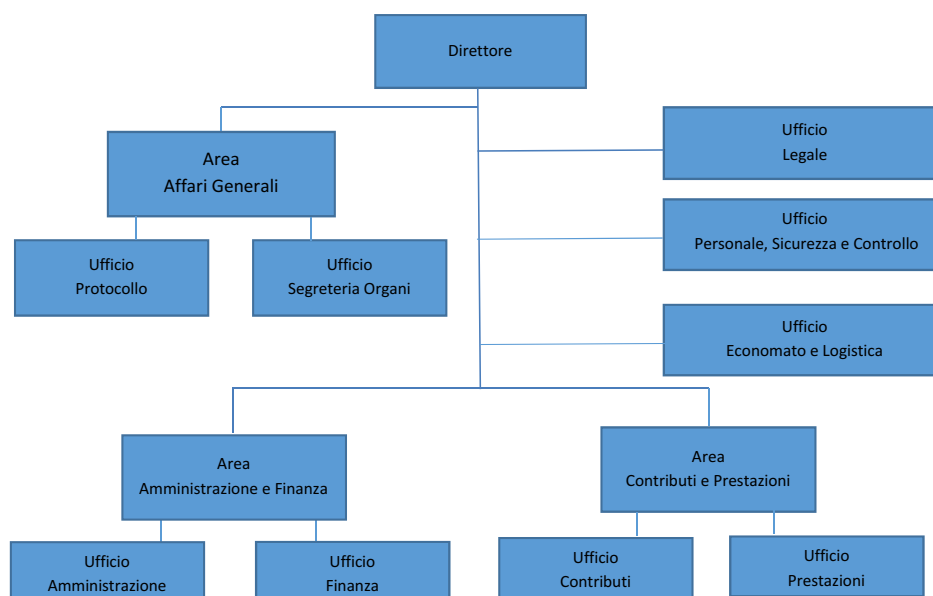 Direttore
Area
Affari Generali
Ufficio
Legale
Ufficio
Personale, Sicurezza e Controllo
Ufficio
Protocollo
Ufficio
Segreteria Organi
Ufficio
Economato e Logistica
Area
Amministrazione e Finanza
Area
Contributi e Prestazioni
Ufficio
Amministrazione
Ufficio
Finanza
Ufficio
Contributi
Ufficio
Prestazioni